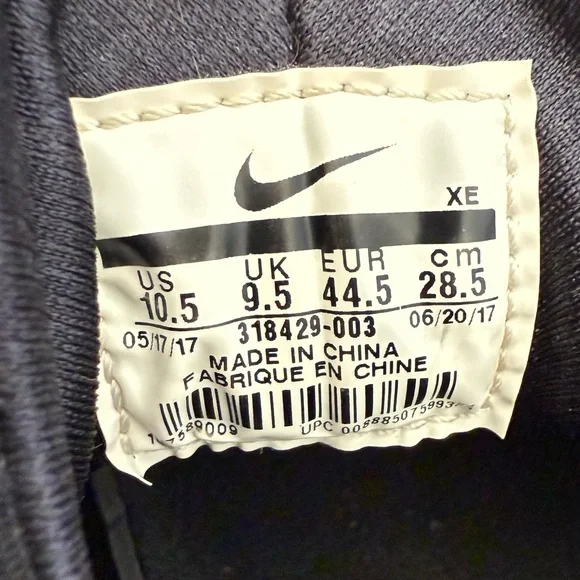 XE
US UK EUR cm
10.5 9.5 44.5 28.5
05/17/17 318429-003 06/20/17
MADE IN CHINA
FABRIQUE EN CHINE
UPC